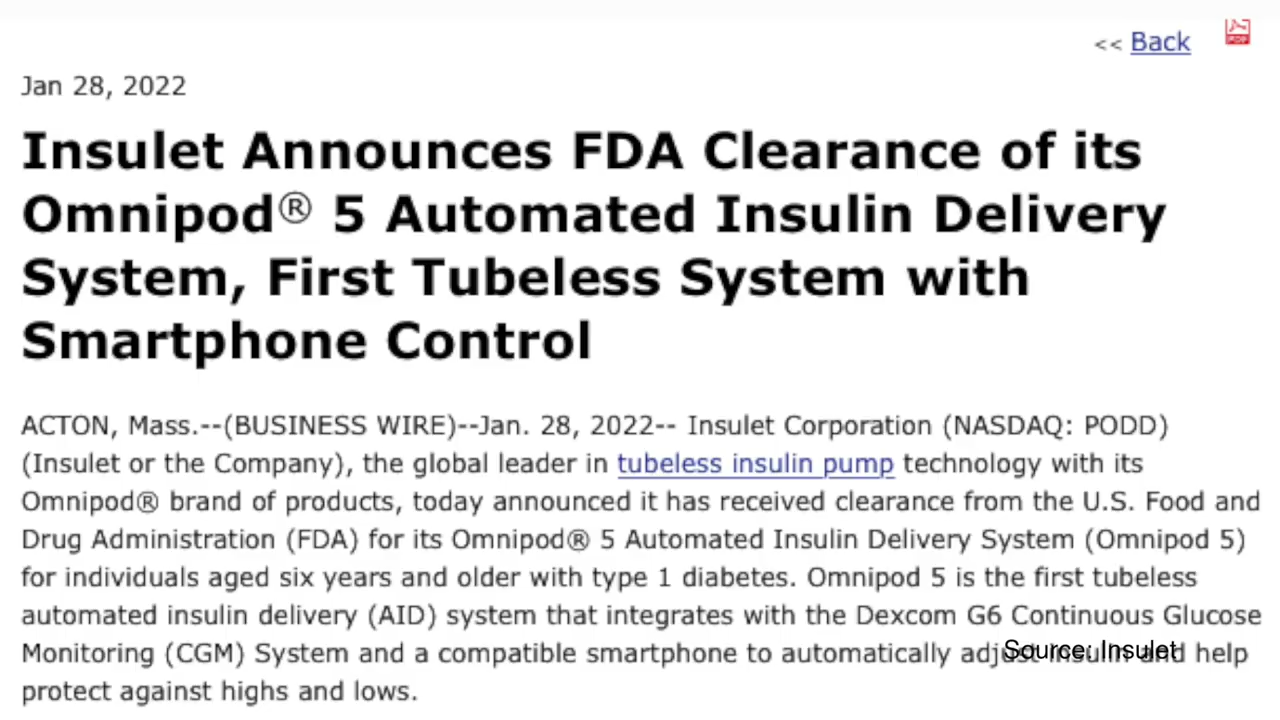 << Back
Jan 28, 2022
Insulet Announces FDA Clearance of its
Omnipod® 5 Automated Insulin Delivery
System, First Tubeless System with
Smartphone Control
ACTON, Mass.--(BUSINESS WIRE)--Jan. 28, 2022-- Insulet Corporation (NASDAQ: PODD)
(Insulet or the Company), the global leader in tubeless insulin pump technology with its
Omnipod® brand of products, today announced it has received clearance from the U.S. Food and
Drug Administration (FDA) for its Omnipod® 5 Automated Insulin Delivery System (Omnipod 5)
for individuals aged six years and older with type 1 diabetes. Omnipod 5 is the first tubeless
automated insulin delivery (AID) system that integrates with the Dexcom G6 Continuous Glucose
Monitoring (CGM) System and a compatible smartphone to automatically adjust insulin and help
protect against highs and lows.
Source: Insulet